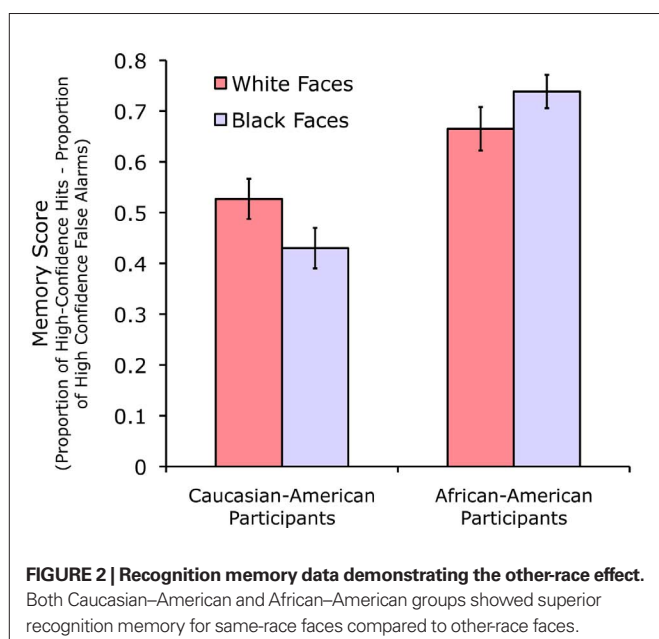 0.8
0.7
0.6
0.5
0.4
0.3
0.2
0.1
0
Memory Score
(Proportion of High-Confidence Hits - Proportion
of High Confidence False Alarms)
White Faces
Black Faces
Caucasian-American
Participants
African-American
Participants
FIGURE 2 | Recognition memory data demonstrating the other-race effect.
Both Caucasian–American and African–American groups showed superior
recognition memory for same-race faces compared to other-race faces.